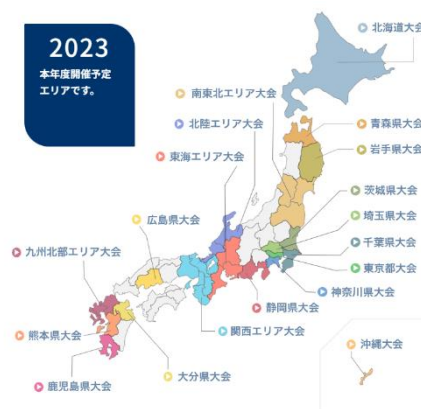 2023
本年度開催予定
エリアです。
北海道大会
南東北エリア大会
北陸エリア大会
青森県大会
東海エリア大会
岩手県大会
茨城県大会
広島県大会
埼玉県大会
九州北部エリア大会
千葉県大会
東京都大会
神奈川県大会
静岡県大会
熊本県大会
関西エリア大会
沖縄大会
大分県大会
鹿児島県大会